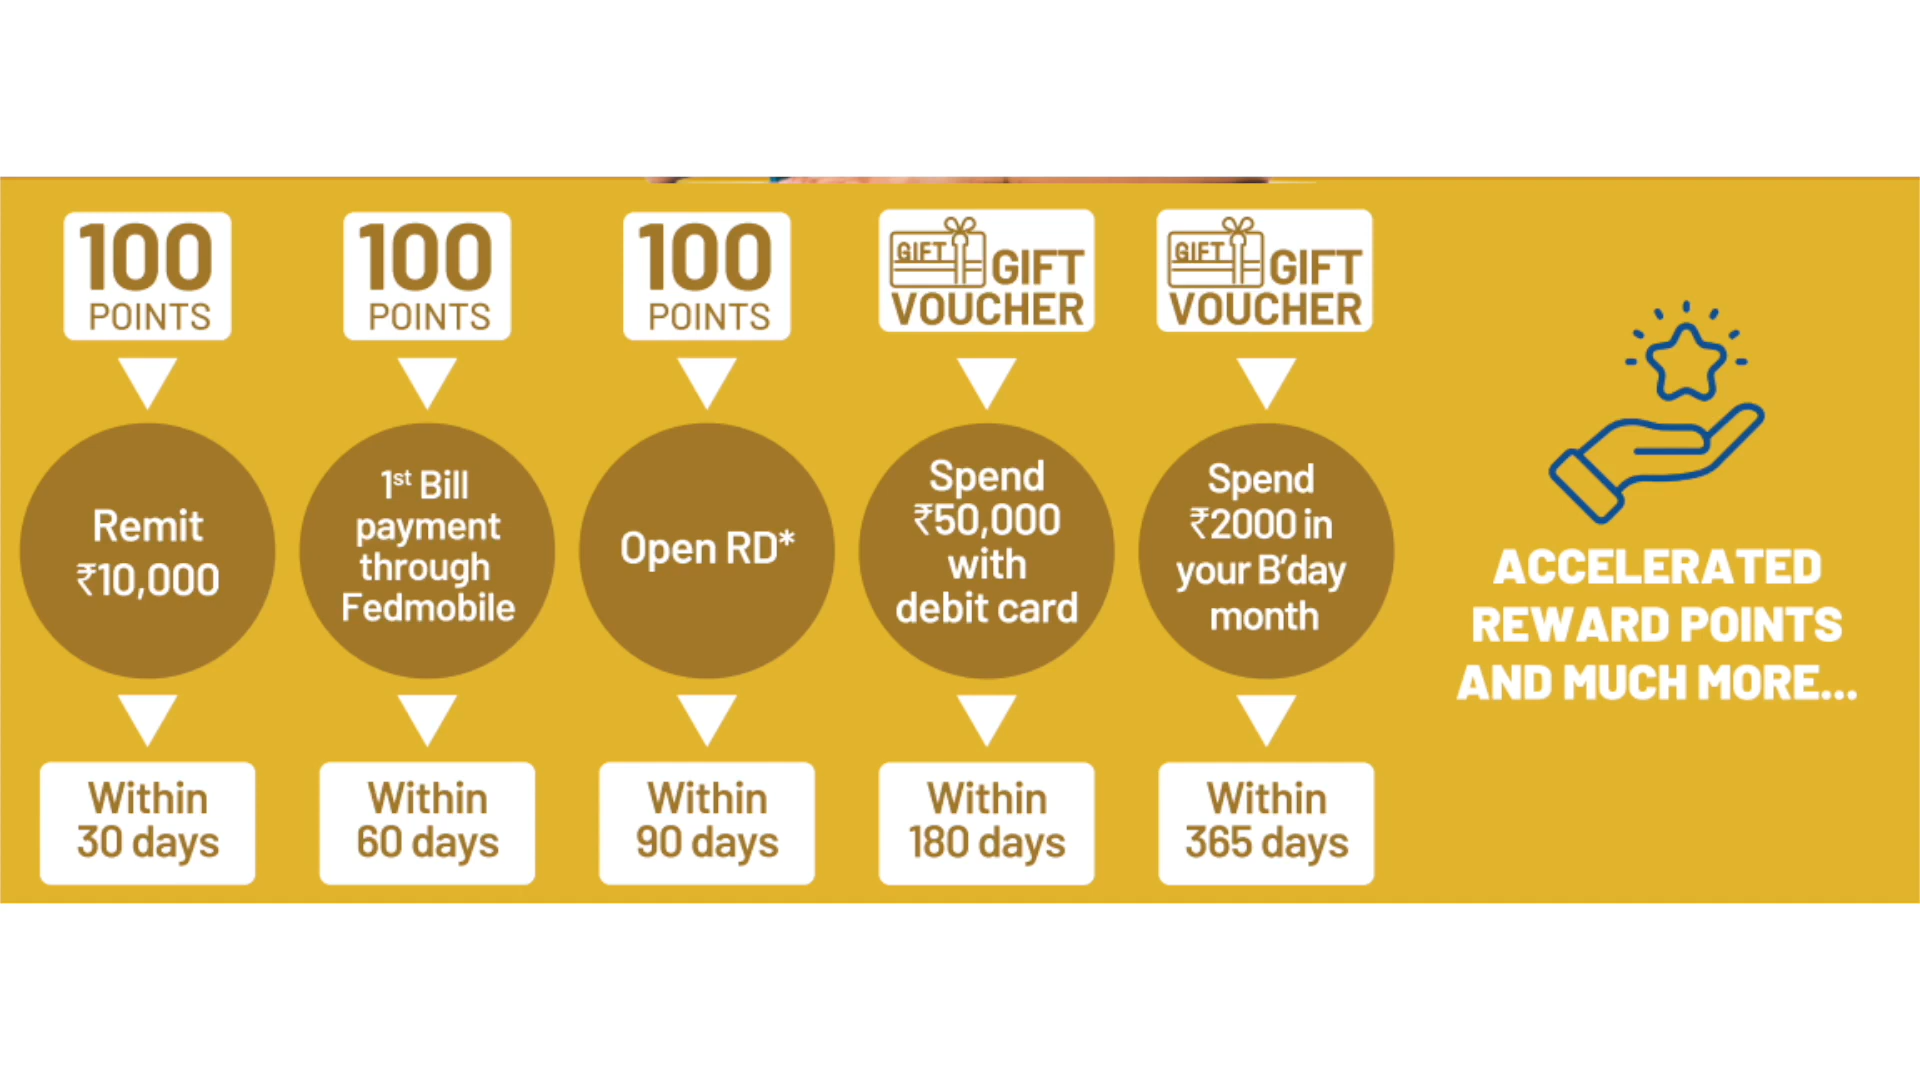 100
POINTS
Remit
₹10,000
Within
30 days
100
POINTS
1st Bill
payment
through
Fedmobile
Within
60 days
100
POINTS
Open RD*
Within
90 days
GIFT
GIFT
VOUCHER
Spend
₹50,000
with
debit card
Within
180 days
GIFT
GIFT
VOUCHER
Spend
₹2000 in
your B'day
month
Within
365 days
ACCELERATED
REWARD POINTS
AND MUCH MORE...